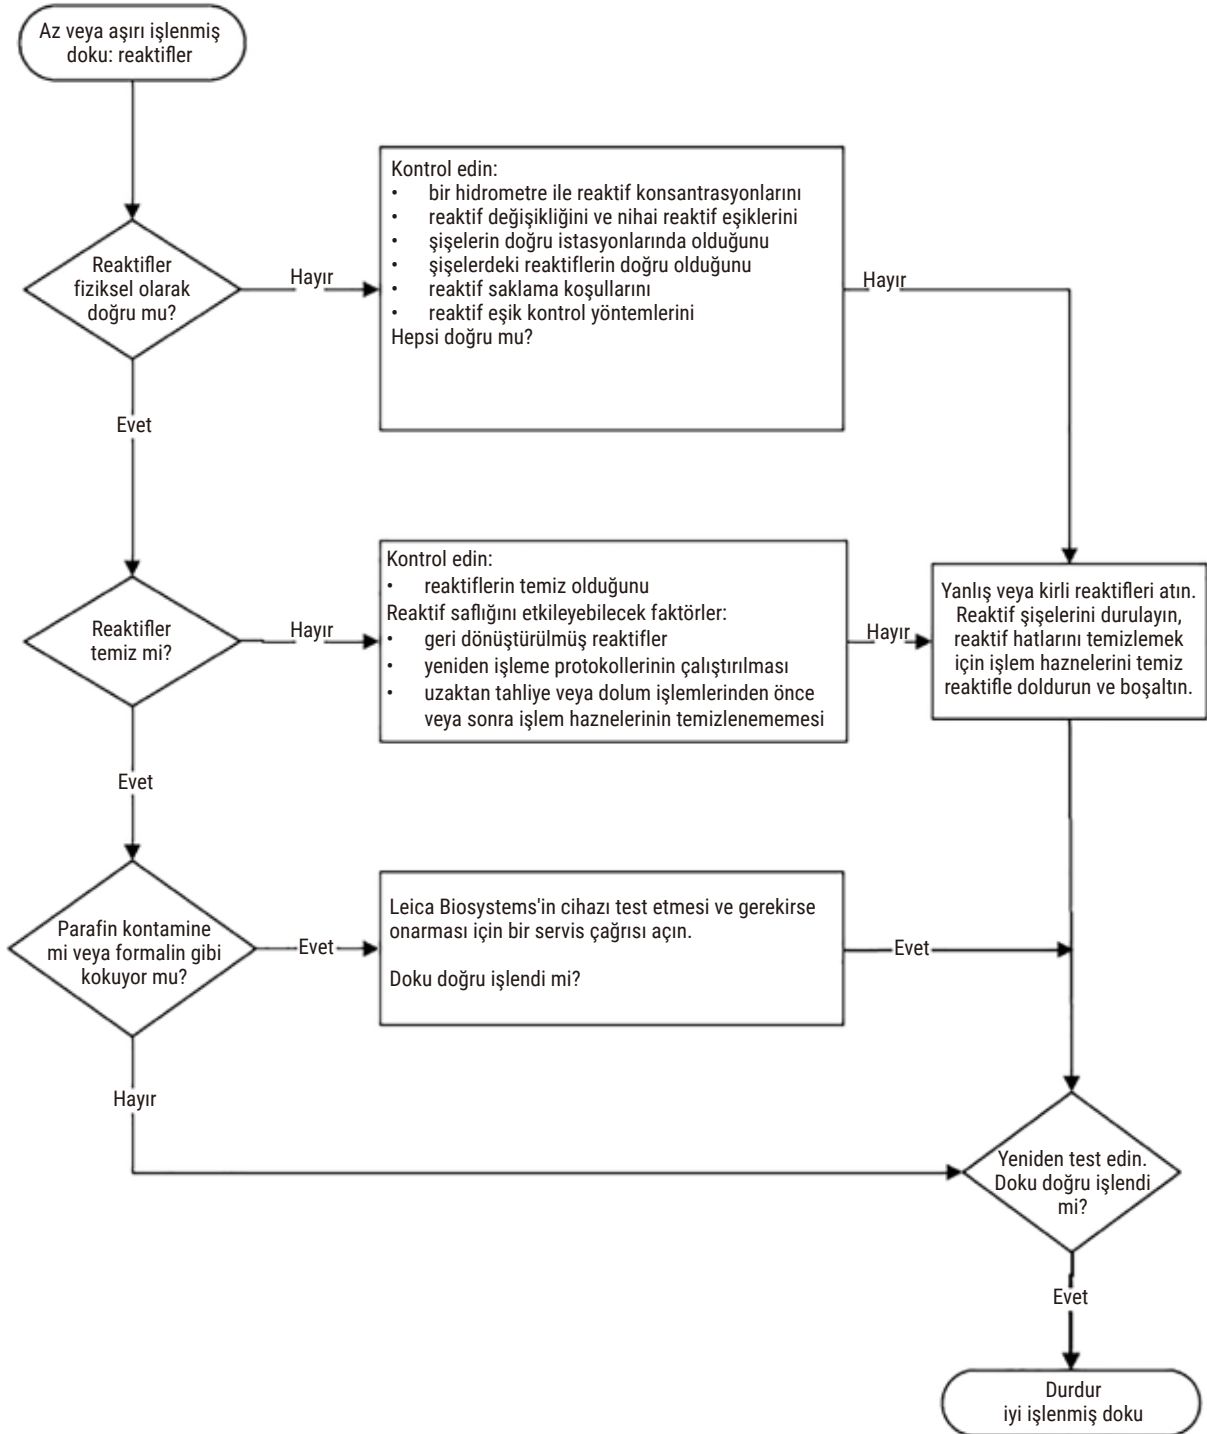 Az veya aşırı işlenmiş
doku: reaktifler
Kontrol edin:
• bir hidrometre ile reaktif konsantrasyonlarını
• reaktif değişikliğini ve nihai reaktif eşiklerini
• şişelerin doğru istasyonlarında olduğunu
• şişelerdeki reaktiflerin doğru olduğunu
• reaktif saklama koşullarını
• reaktif eşik kontrol yöntemlerini
Hepsi doğru mu?
Reaktifler
fiziksel olarak
doğru mu?
Hayır
Hayır
Evet
Kontrol edin:
• reaktiflerin temiz olduğunu
Reaktif saflığını etkileyebilecek faktörler:
• geri dönüştürülmüş reaktifler
• yeniden işleme protokollerinin çalıştırılması
• uzaktan tahliye veya dolum işlemlerinden önce
veya sonra işlem haznelerinin temizlenememesi
Reaktifler
temiz mi?
Hayır
Hayır
Yanlış veya kirli reaktifleri atın.
Reaktif şişelerini durulayın,
reaktif hatlarını temizlemek
için işlem haznelerini temiz
reaktifle doldurun ve boşaltın.
Evet
Parafin kontamine
mi veya formalin gibi
kokuyor mu?
Evet
Leica Biosystems'in cihazı test etmesi ve gerekirse
onarması için bir servis çağrısı açın.
Doku doğru işlendi mi?
Evet
Hayır
Yeniden test edin.
Doku doğru işlendi
mi?
Evet
Durdur
iyi işlenmiş doku